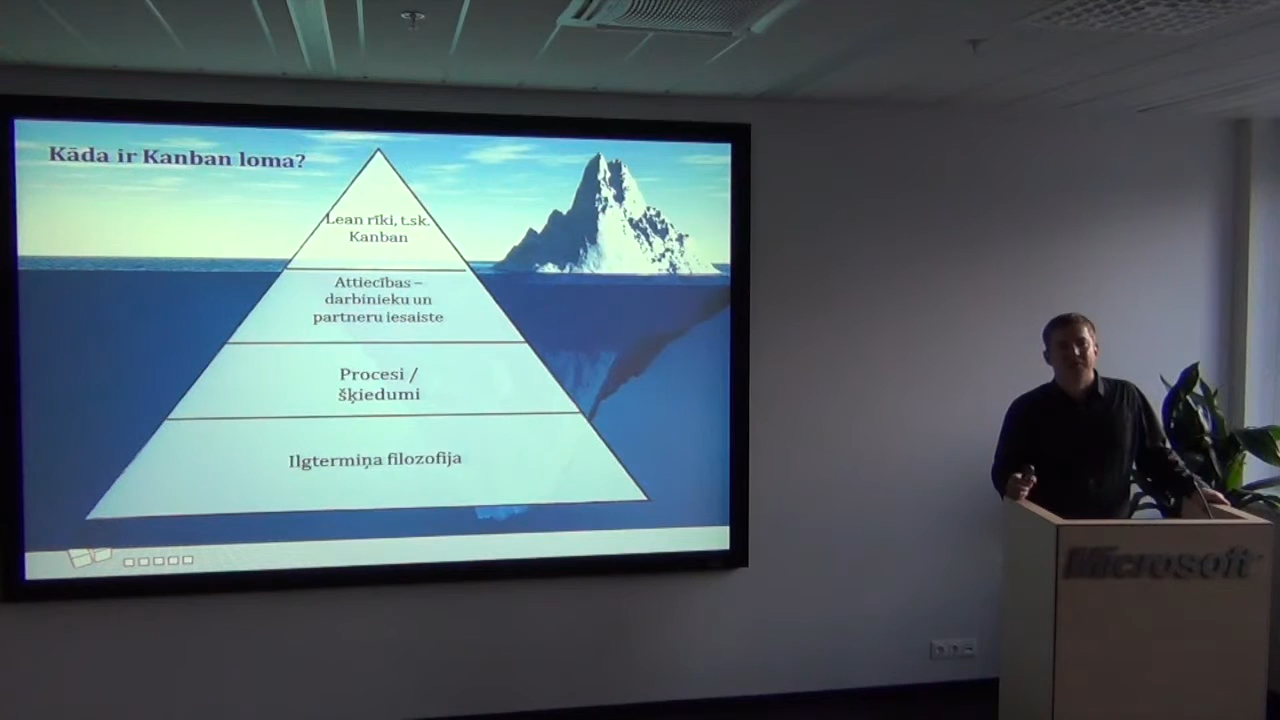 Kāda ir Kanban loma?
Lean rīki, t.sk.
Kanban
Attiecības –
darbinieku un
partneru iesaiste
Procesi /
šķiedumi
Ilgtermiņa filozofija
Microsoft